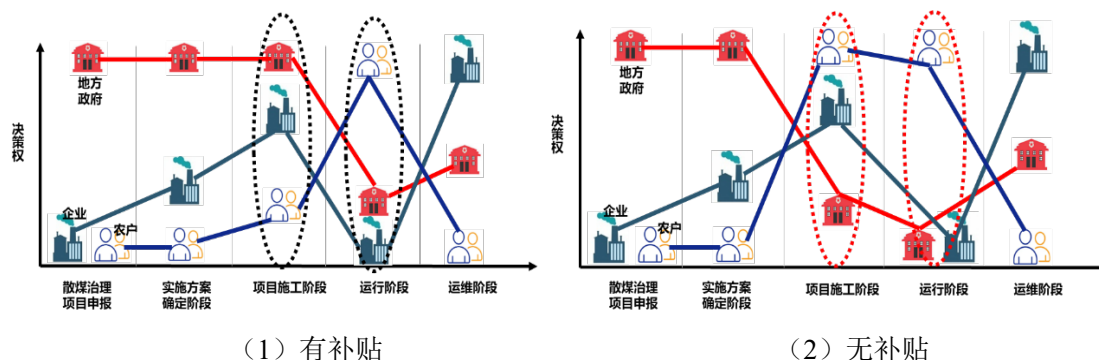 决策权
地方
政府
企业
农户
散煤治理
项目申报
实施方案
确定阶段
项目施工阶段
运行阶段
运维阶段
（1）有补贴
决策权
地方
政府
企业
农户
散煤治理
项目申报
实施方案
确定阶段
项目施工阶段
运行阶段
运维阶段
（2）无补贴